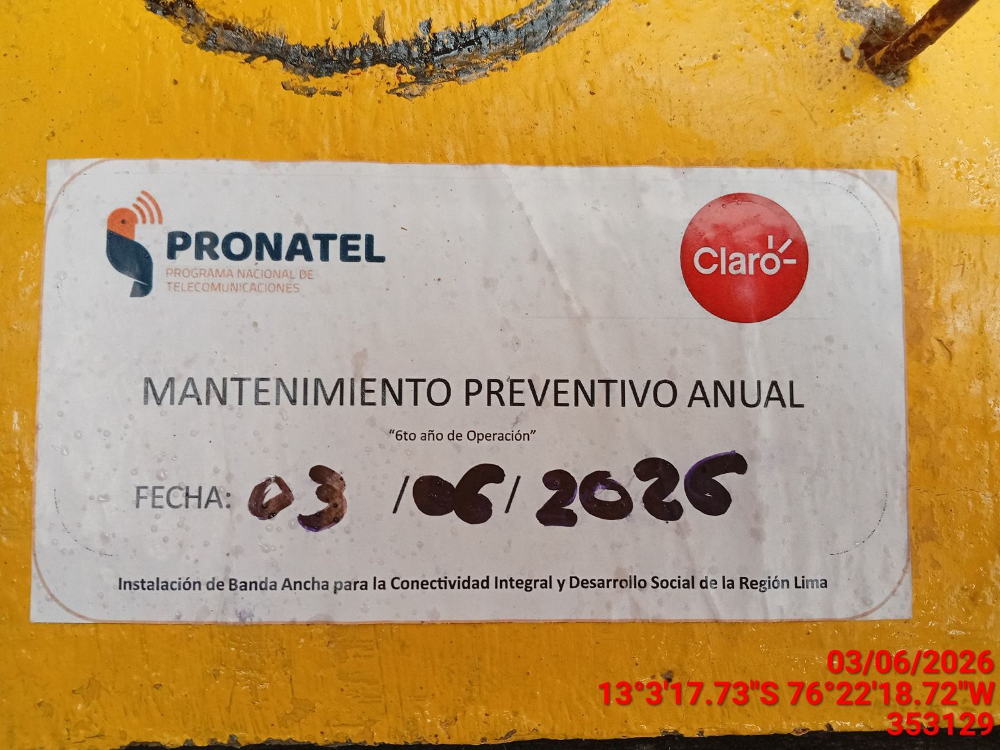 PRONATEL
PROGRAMA NACIONAL DE
TELECOMUNICACIONES
Claro
MANTENIMIENTO PREVENTIVO ANUAL
“6to año de Operación”
FECHA: 03 /06/ 2026
Instalación de Banda Ancha para la Conectividad Integral y Desarrollo Social de la Región Lima
03/06/2026
13°3'17.73"S 76°22'18.72"W
353129